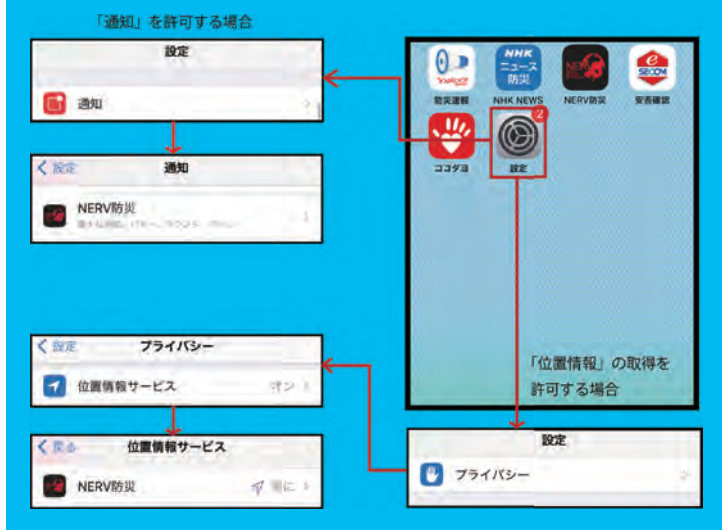 「通知」を許可する場合
設定
通知
設定
通知
NERV防災
YAHOO!
防災速報
NHK
ニュース
防災
NHK NEWS
NERV
NERV防災
SECOM
安否確認
ココダヨ
2
設定
「位置情報」の取得を
許可する場合
設定
プライバシー
設定
プライバシー
位置情報サービス
オン
戻る
位置情報サービス
NERV防災
常に